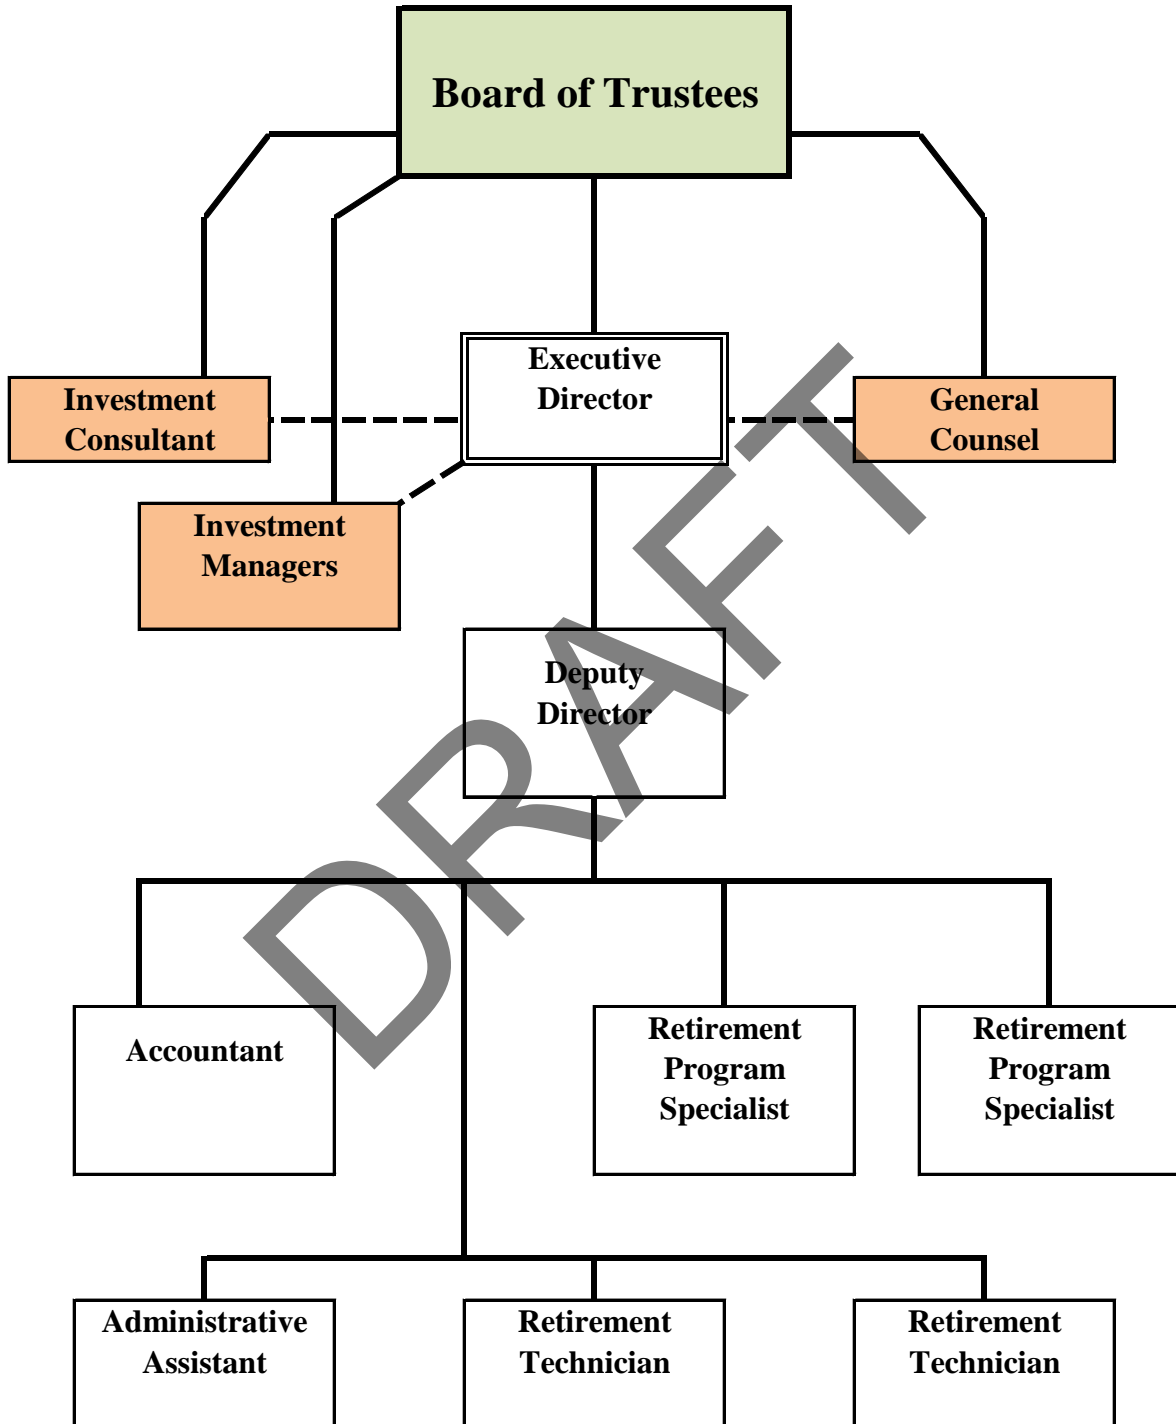 Board of Trustees
Executive
Director
Investment
Consultant
General
Counsel
Investment
Managers
Deputy
Director
DRAFT
Accountant
Retirement
Program
Specialist
Retirement
Program
Specialist
Administrative
Assistant
Retirement
Technician
Retirement
Technician